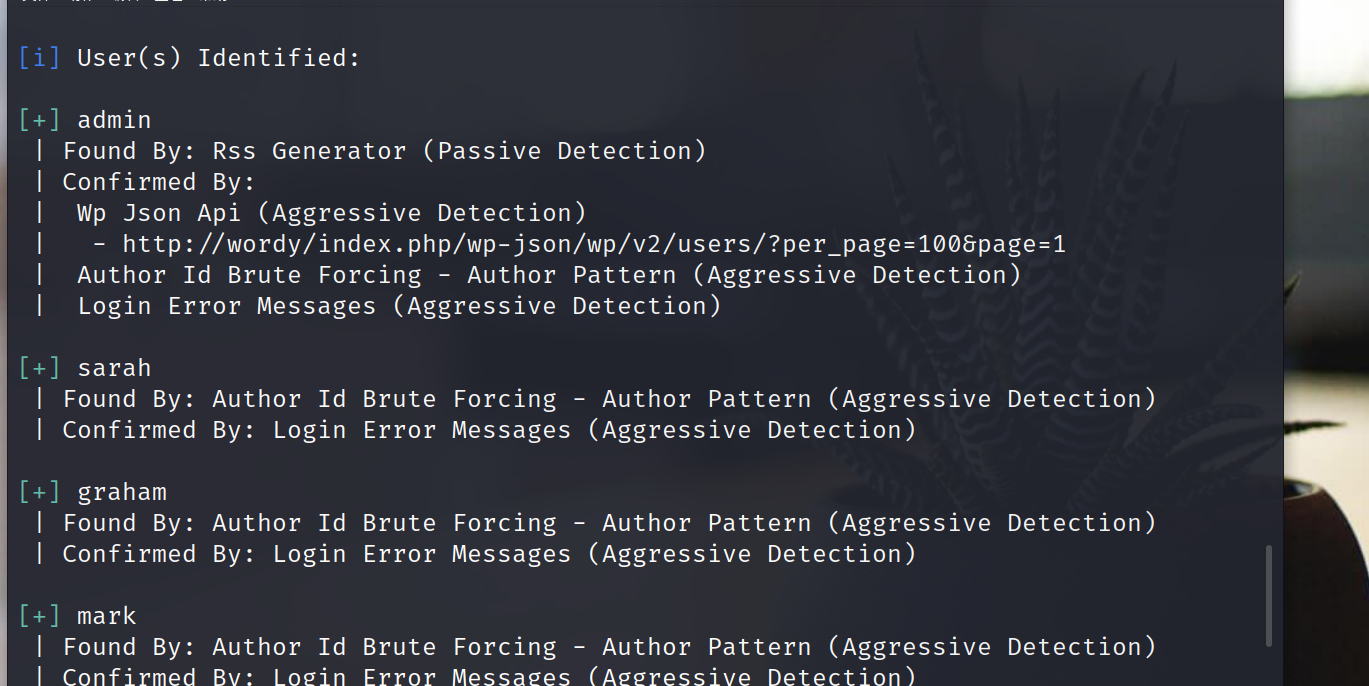 [i] User(s) Identified:
[+] admin
| Found By: Rss Generator (Passive Detection)
| Confirmed By:
|  Wp Json Api (Aggressive Detection)
|   - http://wordy/index.php/wp-json/wp/v2/users/?per_page=100&page=1
|  Author Id Brute Forcing - Author Pattern (Aggressive Detection)
|  Login Error Messages (Aggressive Detection)
[+] sarah
| Found By: Author Id Brute Forcing - Author Pattern (Aggressive Detection)
| Confirmed By: Login Error Messages (Aggressive Detection)
[+] graham
| Found By: Author Id Brute Forcing - Author Pattern (Aggressive Detection)
| Confirmed By: Login Error Messages (Aggressive Detection)
[+] mark
| Found By: Author Id Brute Forcing - Author Pattern (Aggressive Detection)
| Confirmed By: Login Error Messages (Aggressive Detection)